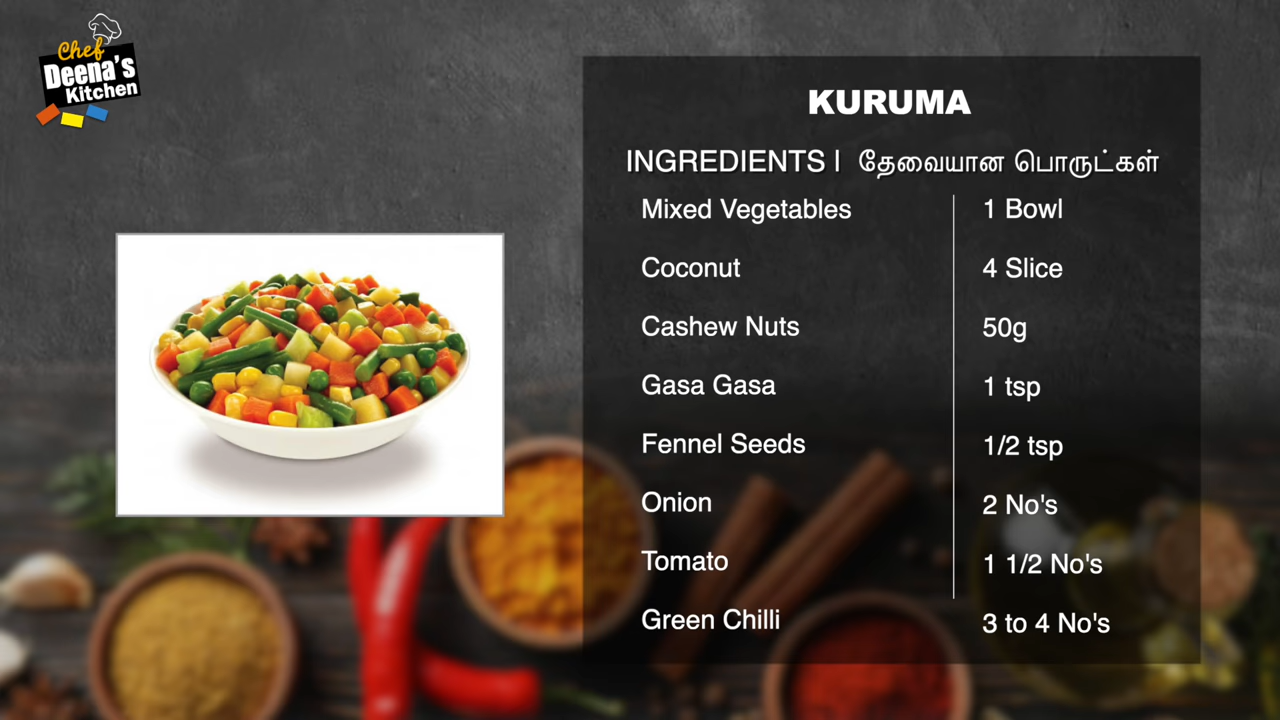 Chef
Deena's
Kitchen
KURUMA
INGREDIENTS | தேவையான பொருட்கள்
Mixed Vegetables 1 Bowl
Coconut 4 Slice
Cashew Nuts 50g
Gasa Gasa 1 tsp
Fennel Seeds 1/2 tsp
Onion 2 No's
Tomato 1 1/2 No's
Green Chilli 3 to 4 No's